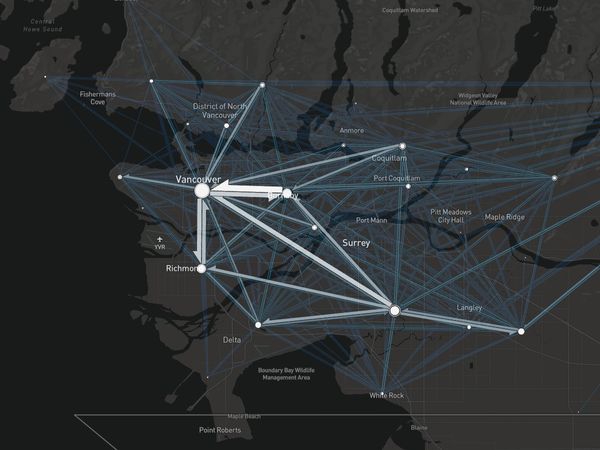 Coquitlam Watershed
Pitt Lake
Central
Howe Sound
Fishermans
Cove
District of North
Vancouver
Widgeon Valley
National Wildlife Area
Anmore
Coquitlam
Vancouver
Port Coquitlam
Burnaby
Pitt Meadows
City Hall
Maple Ridge
Port Mann
Surrey
YVR
Richmond
Langley
Delta
Boundary Bay Wildlife
Management Area
White Rock
Maple Beach
Point Roberts
Blaine